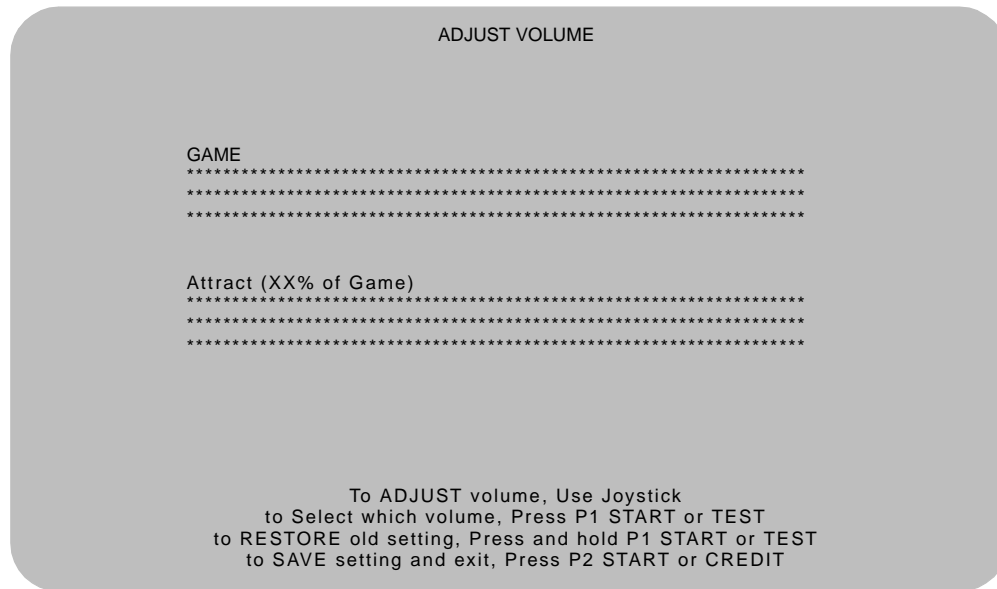 ADJUST VOLUME
GAME
********************************************************************
********************************************************************
********************************************************************
Attract (XX% of Game)
********************************************************************
********************************************************************
********************************************************************
To ADJUST volume, Use Joystick
to Select which volume, Press P1 START or TEST
to RESTORE old setting, Press and hold P1 START or TEST
to SAVE setting and exit, Press P2 START or CREDIT